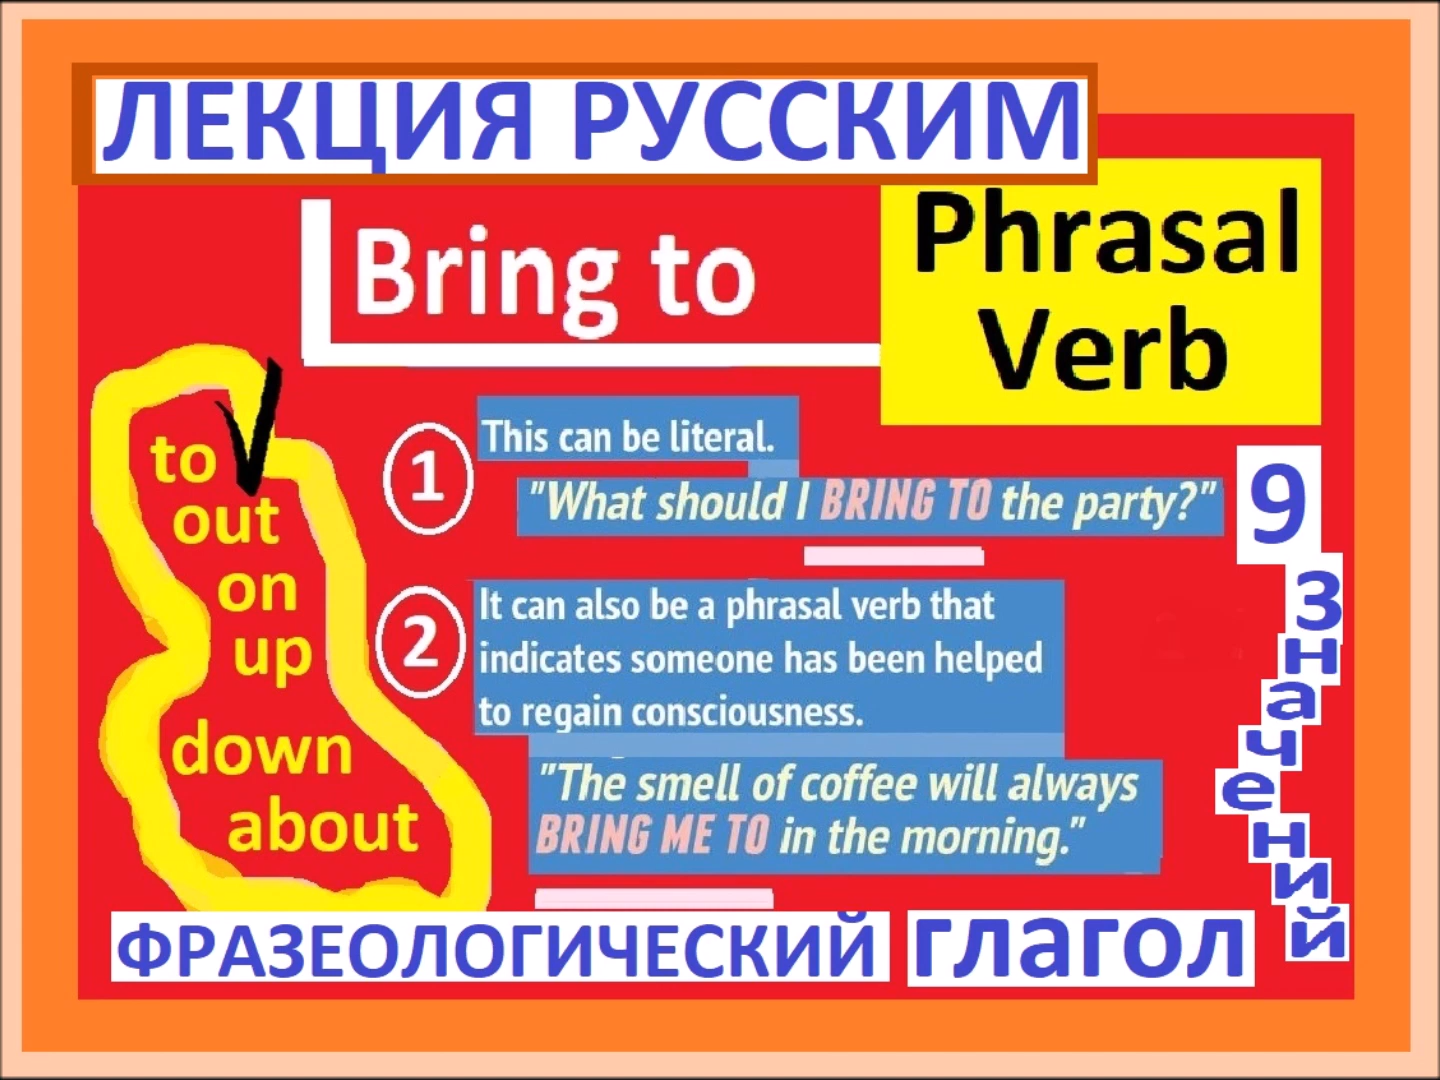 ЛЕКЦИЯ РУССКИМ
Bring to
Phrasal
Verb
to
out
on
up
down
about
1
This can be literal.
"What should I BRING TO the party?"
2
It can also be a phrasal verb that
indicates someone has been helped
to regain consciousness.
"The smell of coffee will always
BRING ME TO in the morning."
9
значений
ФРАЗЕОЛОГИЧЕСКИЙ глагол